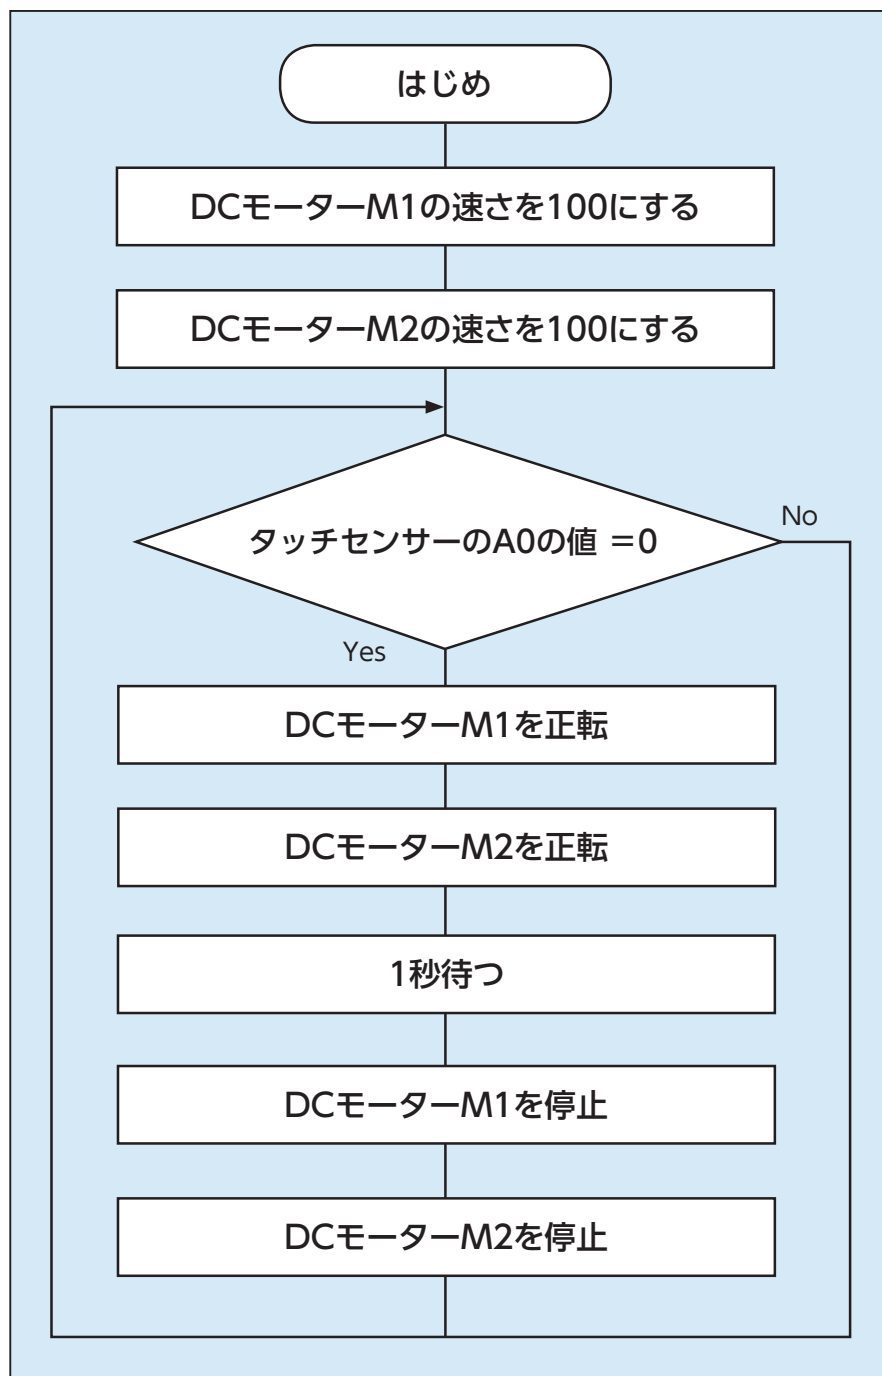 はじめ
DCモーターM1の速さを100にする
DCモーターM2の速さを100にする
タッチセンサーのA0の値 =0
No
Yes
DCモーターM1を正転
DCモーターM2を正転
1秒待つ
DCモーターM1を停止
DCモーターM2を停止